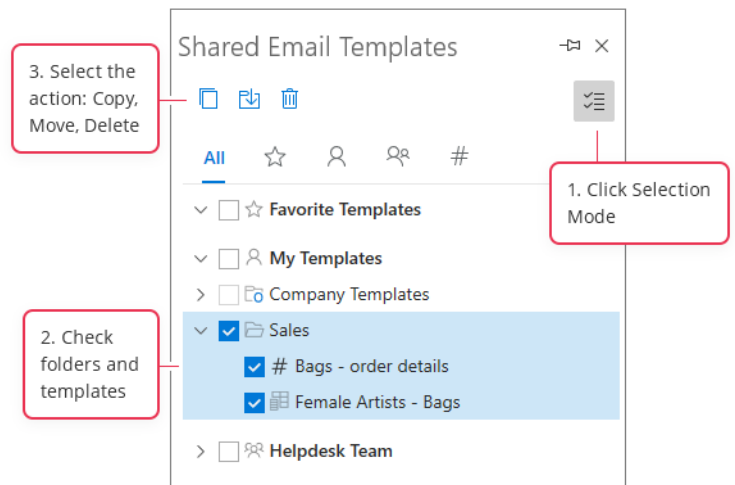 Shared Email Templates
3. Select the
action: Copy,
Move, Delete
All
#
1. Click Selection
Mode
Favorite Templates
My Templates
Company Templates
2. Check
folders and
templates
Sales
# Bags - order details
Female Artists - Bags
Helpdesk Team